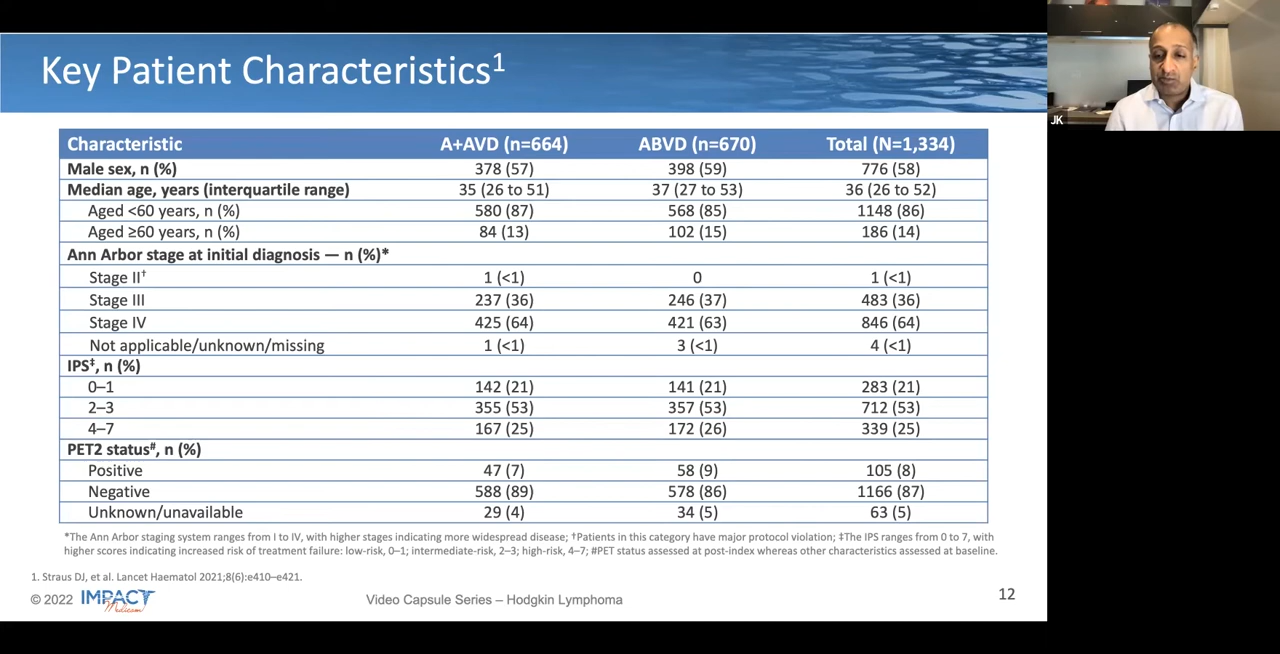 Key Patient Characteristics1
Characteristic A+AVD (n=664) ABVD (n=670) Total (N=1,334)
Male sex, n (%) 378 (57) 398 (59) 776 (58)
Median age, years (interquartile range) 35 (26 to 51) 37 (27 to 53) 36 (26 to 52)
Aged <60 years, n (%) 580 (87) 568 (85) 1148 (86)
Aged ≥60 years, n (%) 84 (13) 102 (15) 186 (14)
Ann Arbor stage at initial diagnosis — n (%)*
Stage II† 1 (<1) 0 1 (<1)
Stage III 237 (36) 246 (37) 483 (36)
Stage IV 425 (64) 421 (63) 846 (64)
Not applicable/unknown/missing 1 (<1) 3 (<1) 4 (<1)
IPS‡, n (%)
0–1 142 (21) 141 (21) 283 (21)
2–3 355 (53) 357 (53) 712 (53)
4–7 167 (25) 172 (26) 339 (25)
PET2 status#, n (%)
Positive 47 (7) 58 (9) 105 (8)
Negative 588 (89) 578 (86) 1166 (87)
Unknown/unavailable 29 (4) 34 (5) 63 (5)
*The Ann Arbor staging system ranges from I to IV, with higher stages indicating more widespread disease; †Patients in this category have major protocol violation; ‡The IPS ranges from 0 to 7, with
higher scores indicating increased risk of treatment failure: low-risk, 0–1; intermediate-risk, 2–3; high-risk, 4–7; #PET status assessed at post-index whereas other characteristics assessed at baseline.
1. Straus DJ, et al. Lancet Haematol 2021;8(6):e410–e421.
© 2022 IMPACT Medicom Video Capsule Series – Hodgkin Lymphoma 12
JK